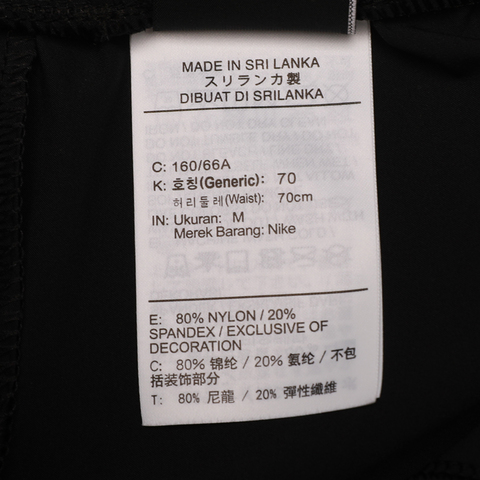 MADE IN SRI LANKA
スリランカ製
DIBUAT DI SRILANKA
C: 160/66A
K: 호칭(Generic): 70
허리둘레(Waist): 70cm
IN: Ukuran: M
Merek Barang: Nike
E: 80% NYLON / 20%
SPANDEX / EXCLUSIVE OF
DECORATION
C: 80% 锦纶 / 20% 氨纶 / 不包
括装饰部分
T: 80% 尼龍 / 20% 彈性纖維